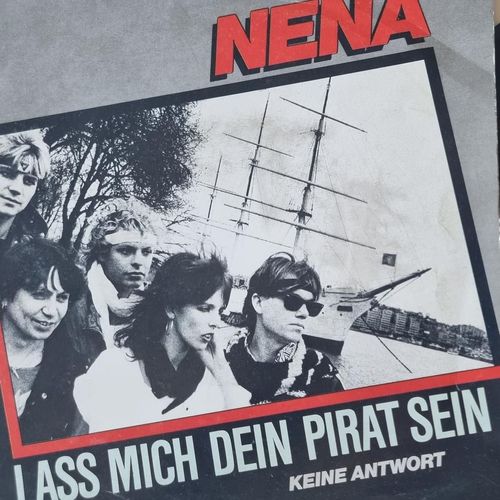 NENA
LASS MICH DEIN PIRAT SEIN
KEINE ANTWORT